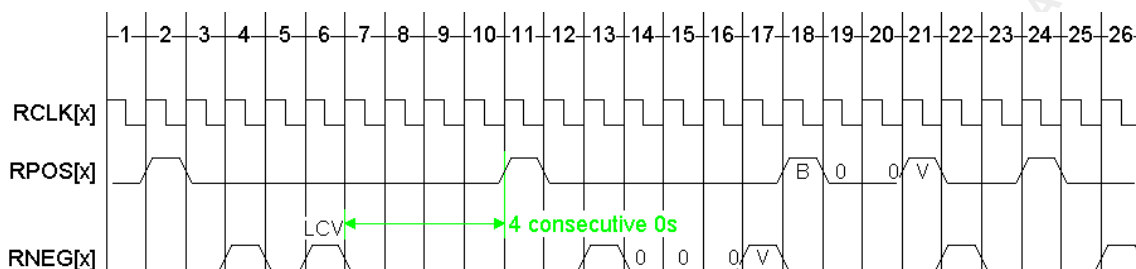 1 2 3 4 5 6 7 8 9 10 11 12 13 14 15 16 17 18 19 20 21 22 23 24 25 26
RCLK[x]
RPOS[x] B 0 0 V
LCV 4 consecutive 0s
RNEG[x] 0 0 0 V